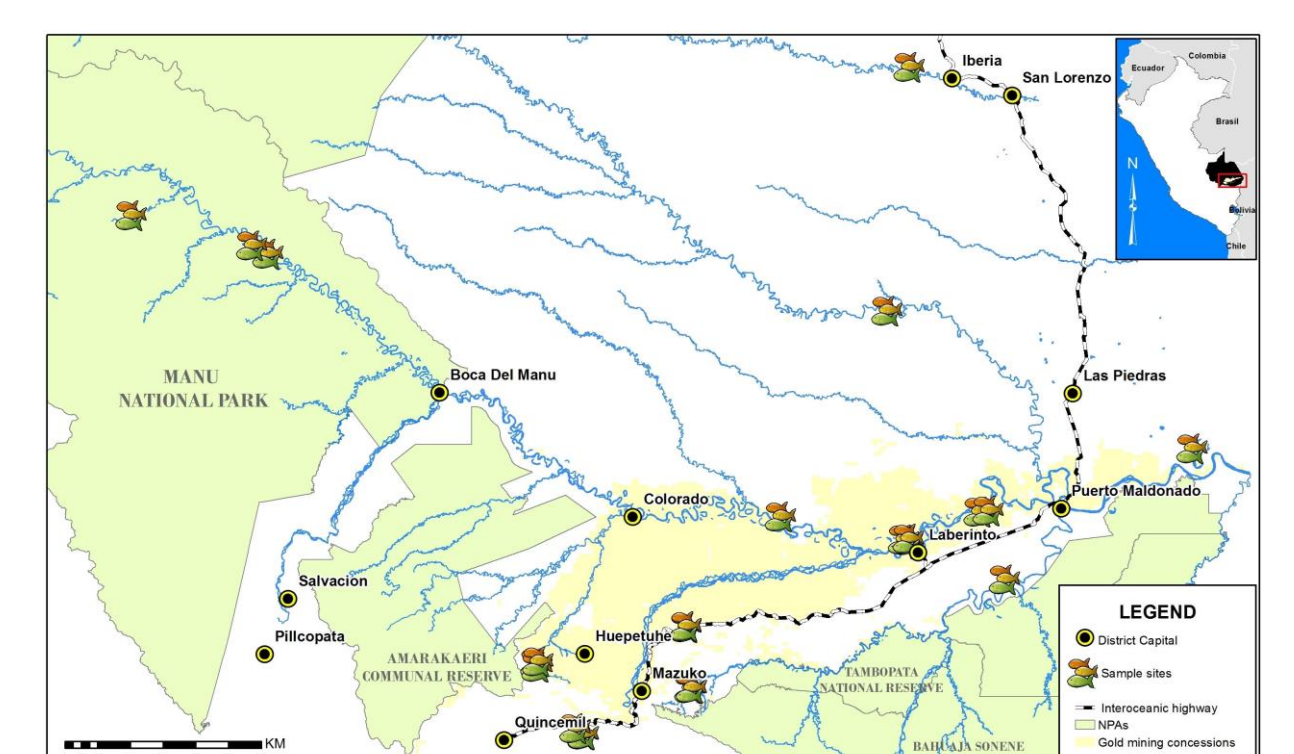 Iberia
San Lorenzo
Colombia
Ecuador
Brasil
N
Bolivia
Chile
MANU
NATIONAL PARK
Boca Del Manu
Las Piedras
Colorado
Puerto Maldonado
Laberinto
Salvacion
Pillcopata
Huepetuhe
AMARAKAERI
COMMUNAL RESERVE
Mazuko
TAMBOPATA
NATIONAL RESERVE
Quincemil
BAHUAJA SONENE
KM
LEGEND
District Capital
Sample sites
Interoceanic highway
NPAs
Gold mining concessions